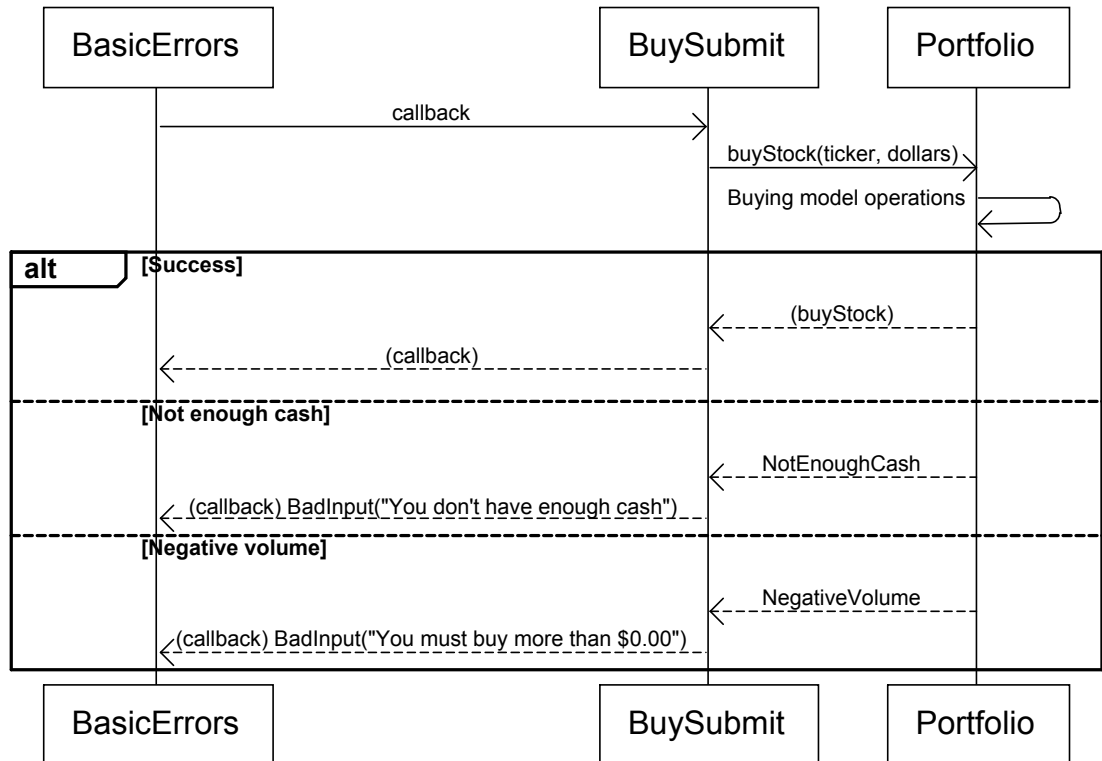 BasicErrors
BuySubmit
Portfolio
callback
buyStock(ticker, dollars)
Buying model operations
alt
[Success]
(buyStock)
(callback)
[Not enough cash]
NotEnoughCash
(callback) BadInput("You don't have enough cash")
[Negative volume]
NegativeVolume
(callback) BadInput("You must buy more than $0.00")
BasicErrors
BuySubmit
Portfolio